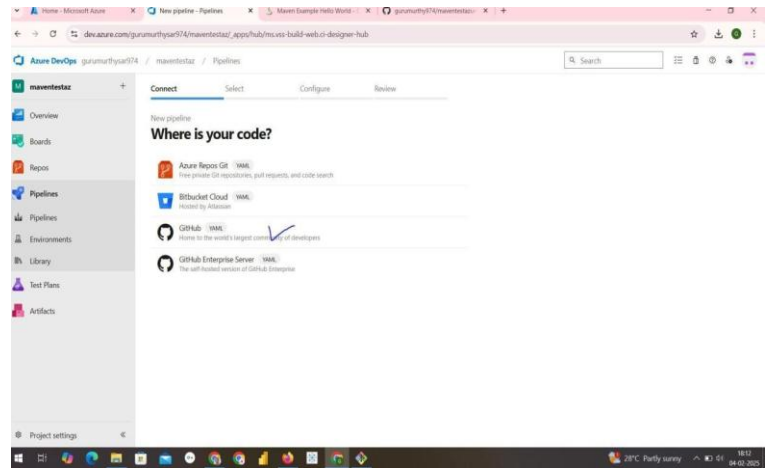 Home - Microsoft Azure
New pipeline - Pipelines
Maven Example Hello World -
gurumurthy974/maventestaz
dev.azure.com/gurumurthysar974/maventestaz/_apps/hub/ms.vss-build-web.ci-designer-hub
Azure DevOps gurumurthysar974 / maventestaz / Pipelines
Search
M maventestaz +
Connect Select Configure Review
Overview
New pipeline
Where is your code?
Boards
Repos
Azure Repos Git YAML
Free private Git repositories, pull requests, and code search
Pipelines
Bitbucket Cloud YAML
Hosted by Atlassian
Pipelines
GitHub YAML
Home to the world's largest community of developers
Environments
Library
GitHub Enterprise Server YAML
The self-hosted version of GitHub Enterprise
Test Plans
Artifacts
Project settings
28°C Partly sunny
18:12
04-02-2025